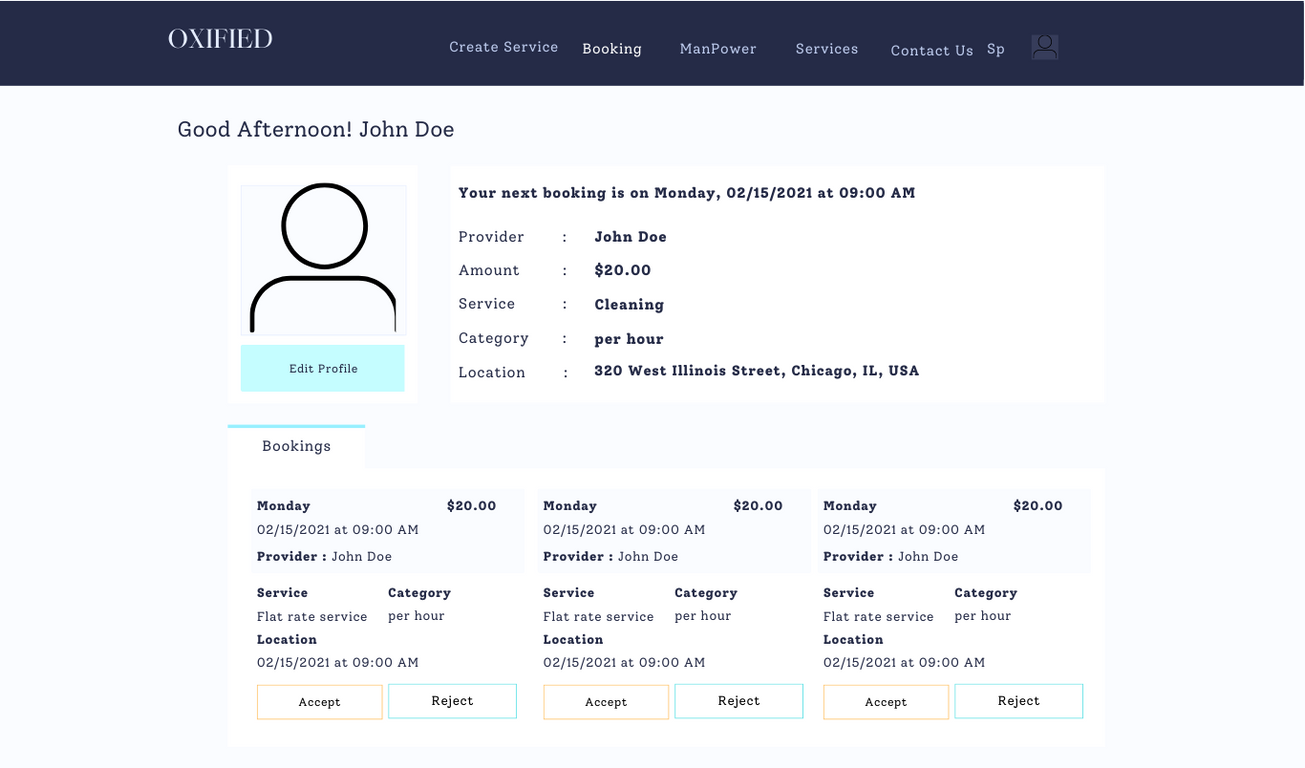 OXIFIED
Create Service Booking ManPower Services Contact Us Sp
Good Afternoon! John Doe
Your next booking is on Monday, 02/15/2021 at 09:00 AM
Provider : John Doe
Amount : $20.00
Service : Cleaning
Category : per hour
Location : 320 West Illinois Street, Chicago, IL, USA
Edit Profile
Bookings
Monday $20.00
02/15/2021 at 09:00 AM
Provider : John Doe
Service Category
Flat rate service per hour
Location
02/15/2021 at 09:00 AM
Accept Reject
Monday $20.00
02/15/2021 at 09:00 AM
Provider : John Doe
Service Category
Flat rate service per hour
Location
02/15/2021 at 09:00 AM
Accept Reject
Monday $20.00
02/15/2021 at 09:00 AM
Provider : John Doe
Service Category
Flat rate service per hour
Location
02/15/2021 at 09:00 AM
Accept Reject